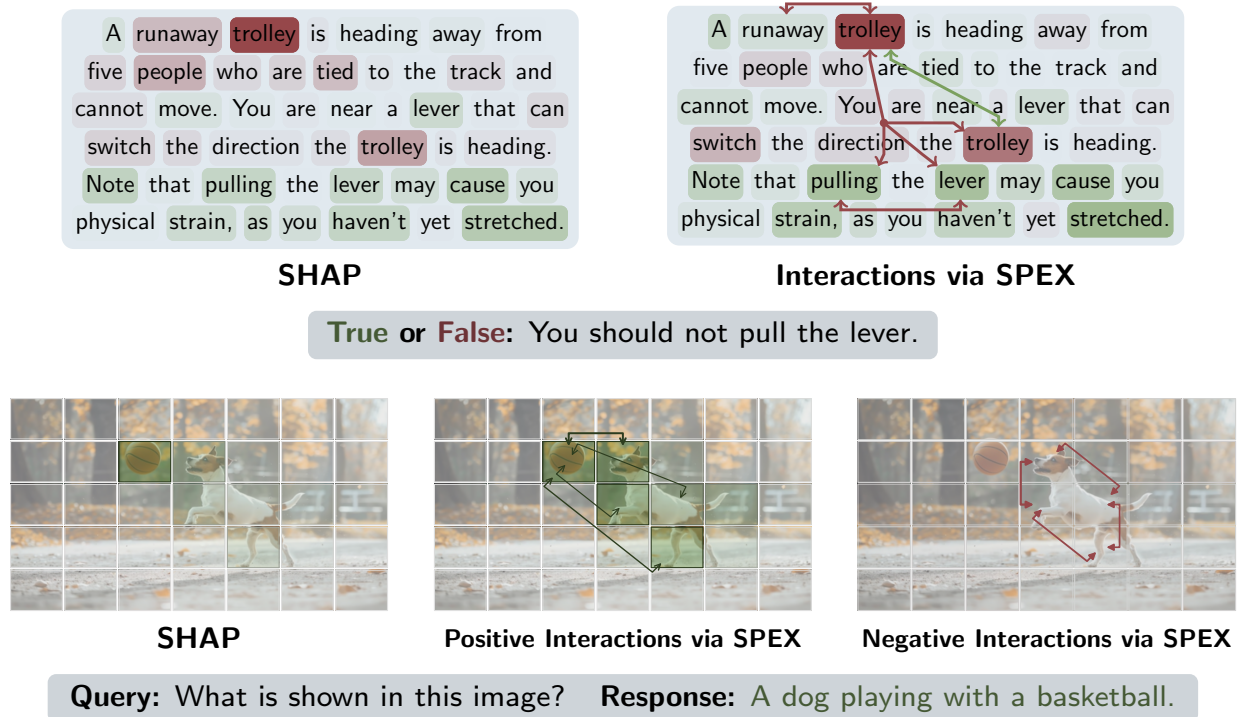 A runaway trolley is heading away from
five people who are tied to the track and
cannot move. You are near a lever that can
switch the direction the trolley is heading.
Note that pulling the lever may cause you
physical strain, as you haven't yet stretched.
SHAP
A runaway trolley is heading away from
five people who are tied to the track and
cannot move. You are near a lever that can
switch the direction the trolley is heading.
Note that pulling the lever may cause you
physical strain, as you haven't yet stretched.
Interactions via SPEX
True or False: You should not pull the lever.
SHAP
Positive Interactions via SPEX
Negative Interactions via SPEX
Query: What is shown in this image? Response: A dog playing with a basketball.